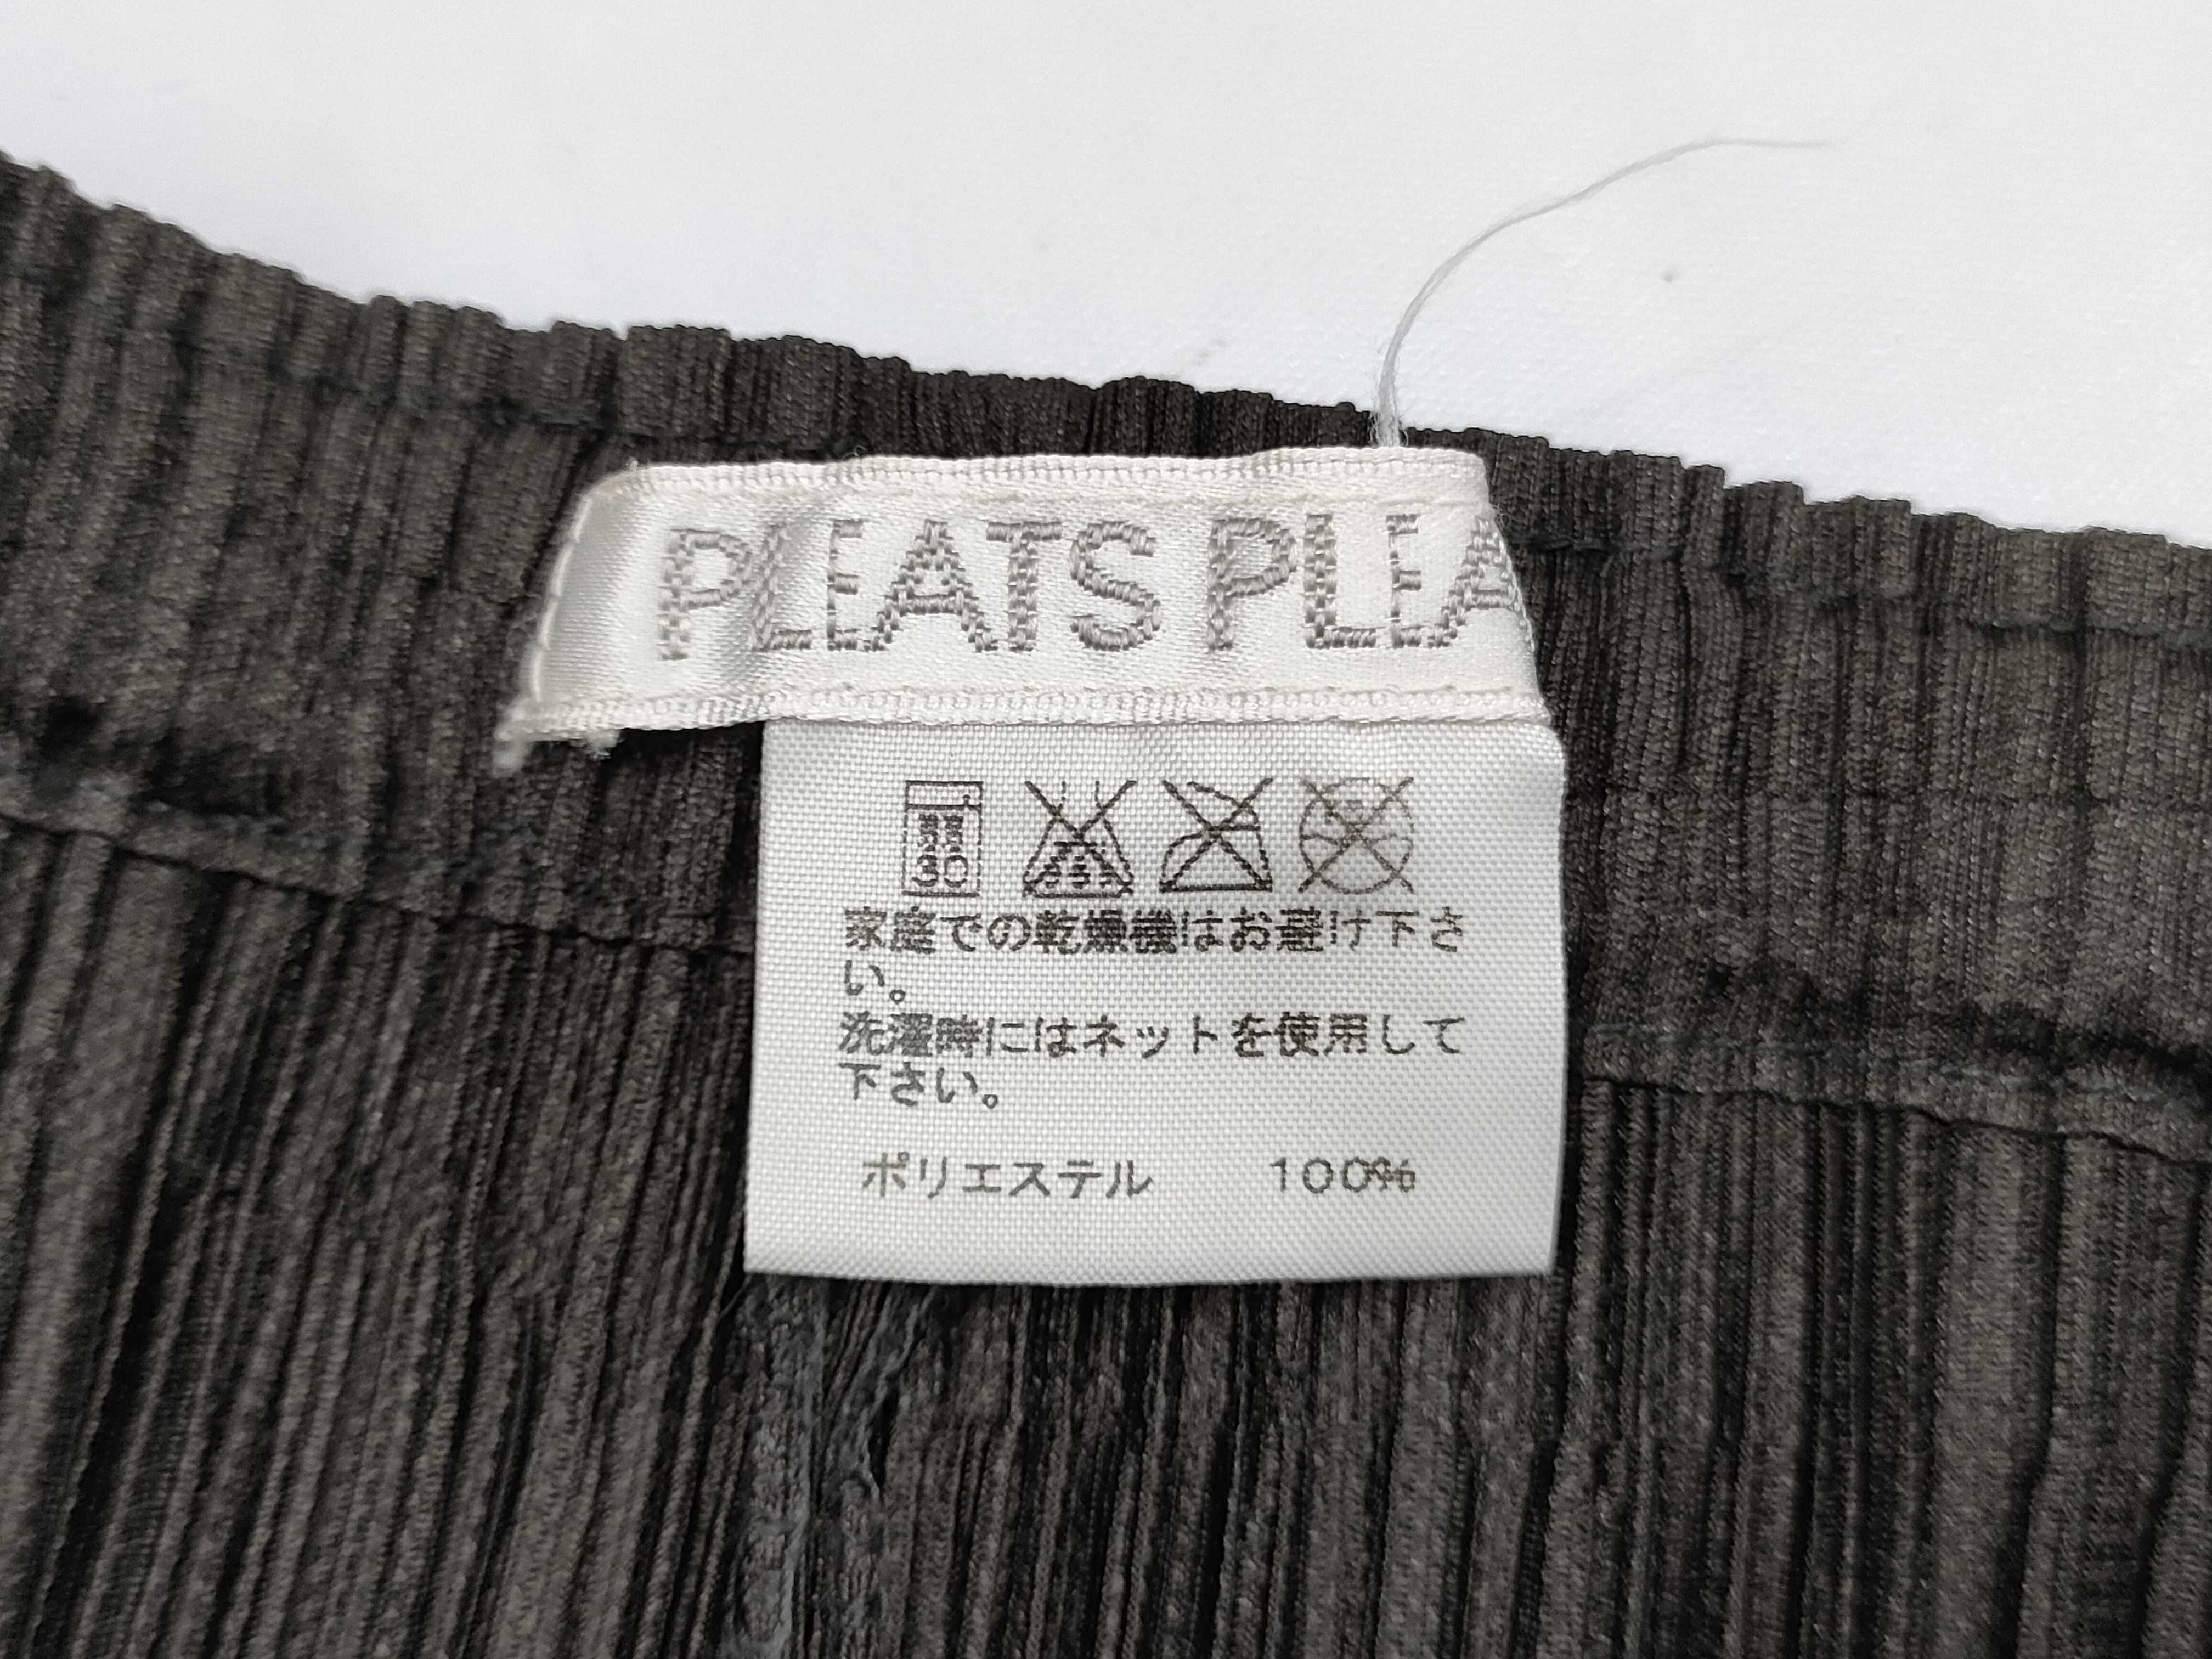 PLEATS PLEA
30
家庭での乾燥機はお避け下さ
い。
洗濯時にはネットを使用して
下さい。
ポリエステル 100%